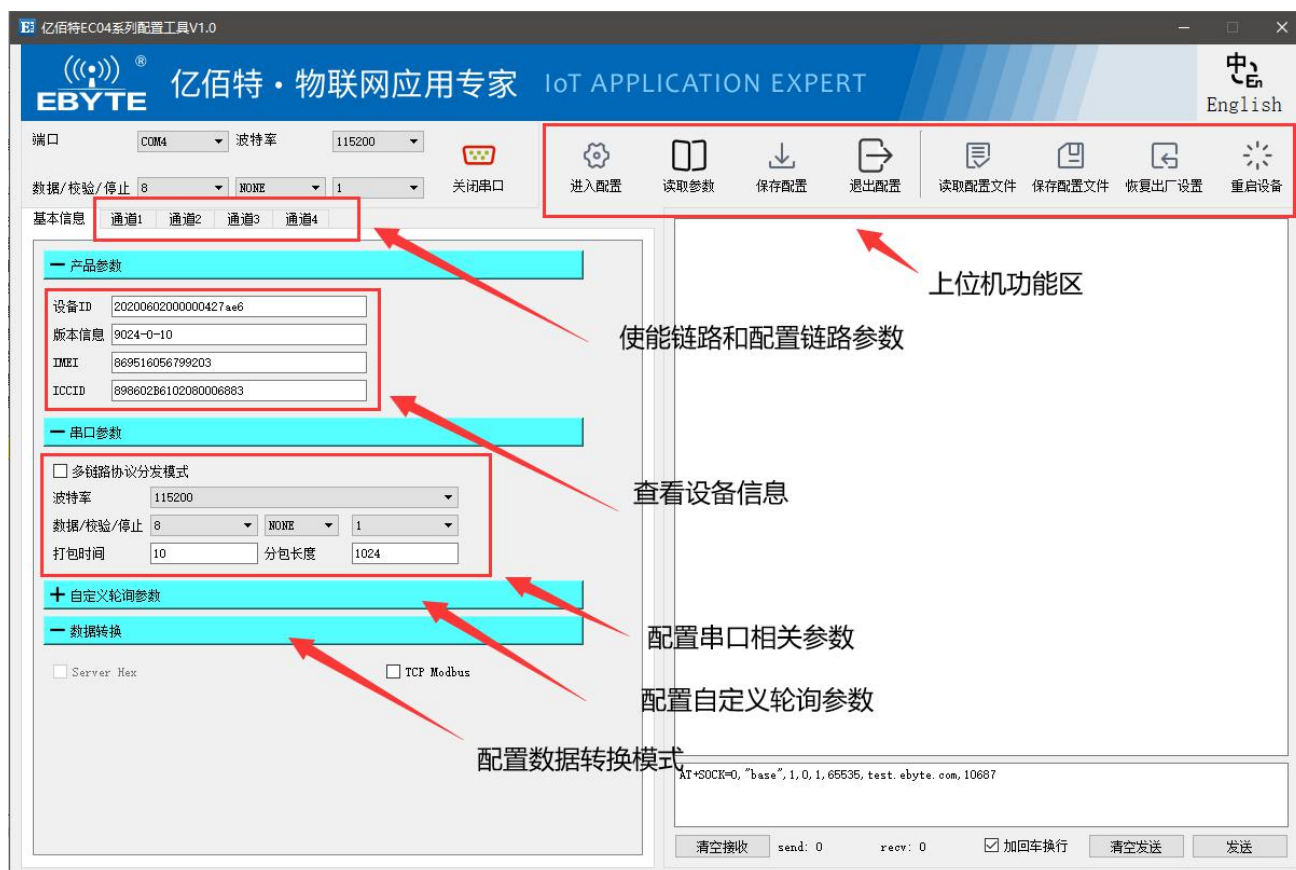 亿佰特EC04系列配置工具V1.0
EBYTE ® 亿佰特·物联网应用专家 IoT APPLICATION EXPERT
中 En
English
端口 COM4 波特率 115200
数据/校验/停止 8 NONE 1 关闭串口
进入配置 读取参数 保存配置 退出配置 读取配置文件 保存配置文件 恢复出厂设置 重启设备
基本信息 通道1 通道2 通道3 通道4
产品参数
上位机功能区
设备ID 20200602000000427ae6
版本信息 9024-0-10
使能链路和配置链路参数
IMEI 869516056799203
ICCID 898602B6102080006883
串口参数
多链路协议分发模式
查看设备信息
波特率 115200
数据/校验/停止 8 NONE 1
打包时间 10 分包长度 1024
自定义轮询参数
数据转换
配置串口相关参数
Server Hex TCP Modbus
配置自定义轮询参数
配置数据转换模式
AT+SOCK=0,"base",1,0,1,65535,test.ebyte.com,10687
清空接收 send: 0 recv: 0 加回车换行 清空发送 发送